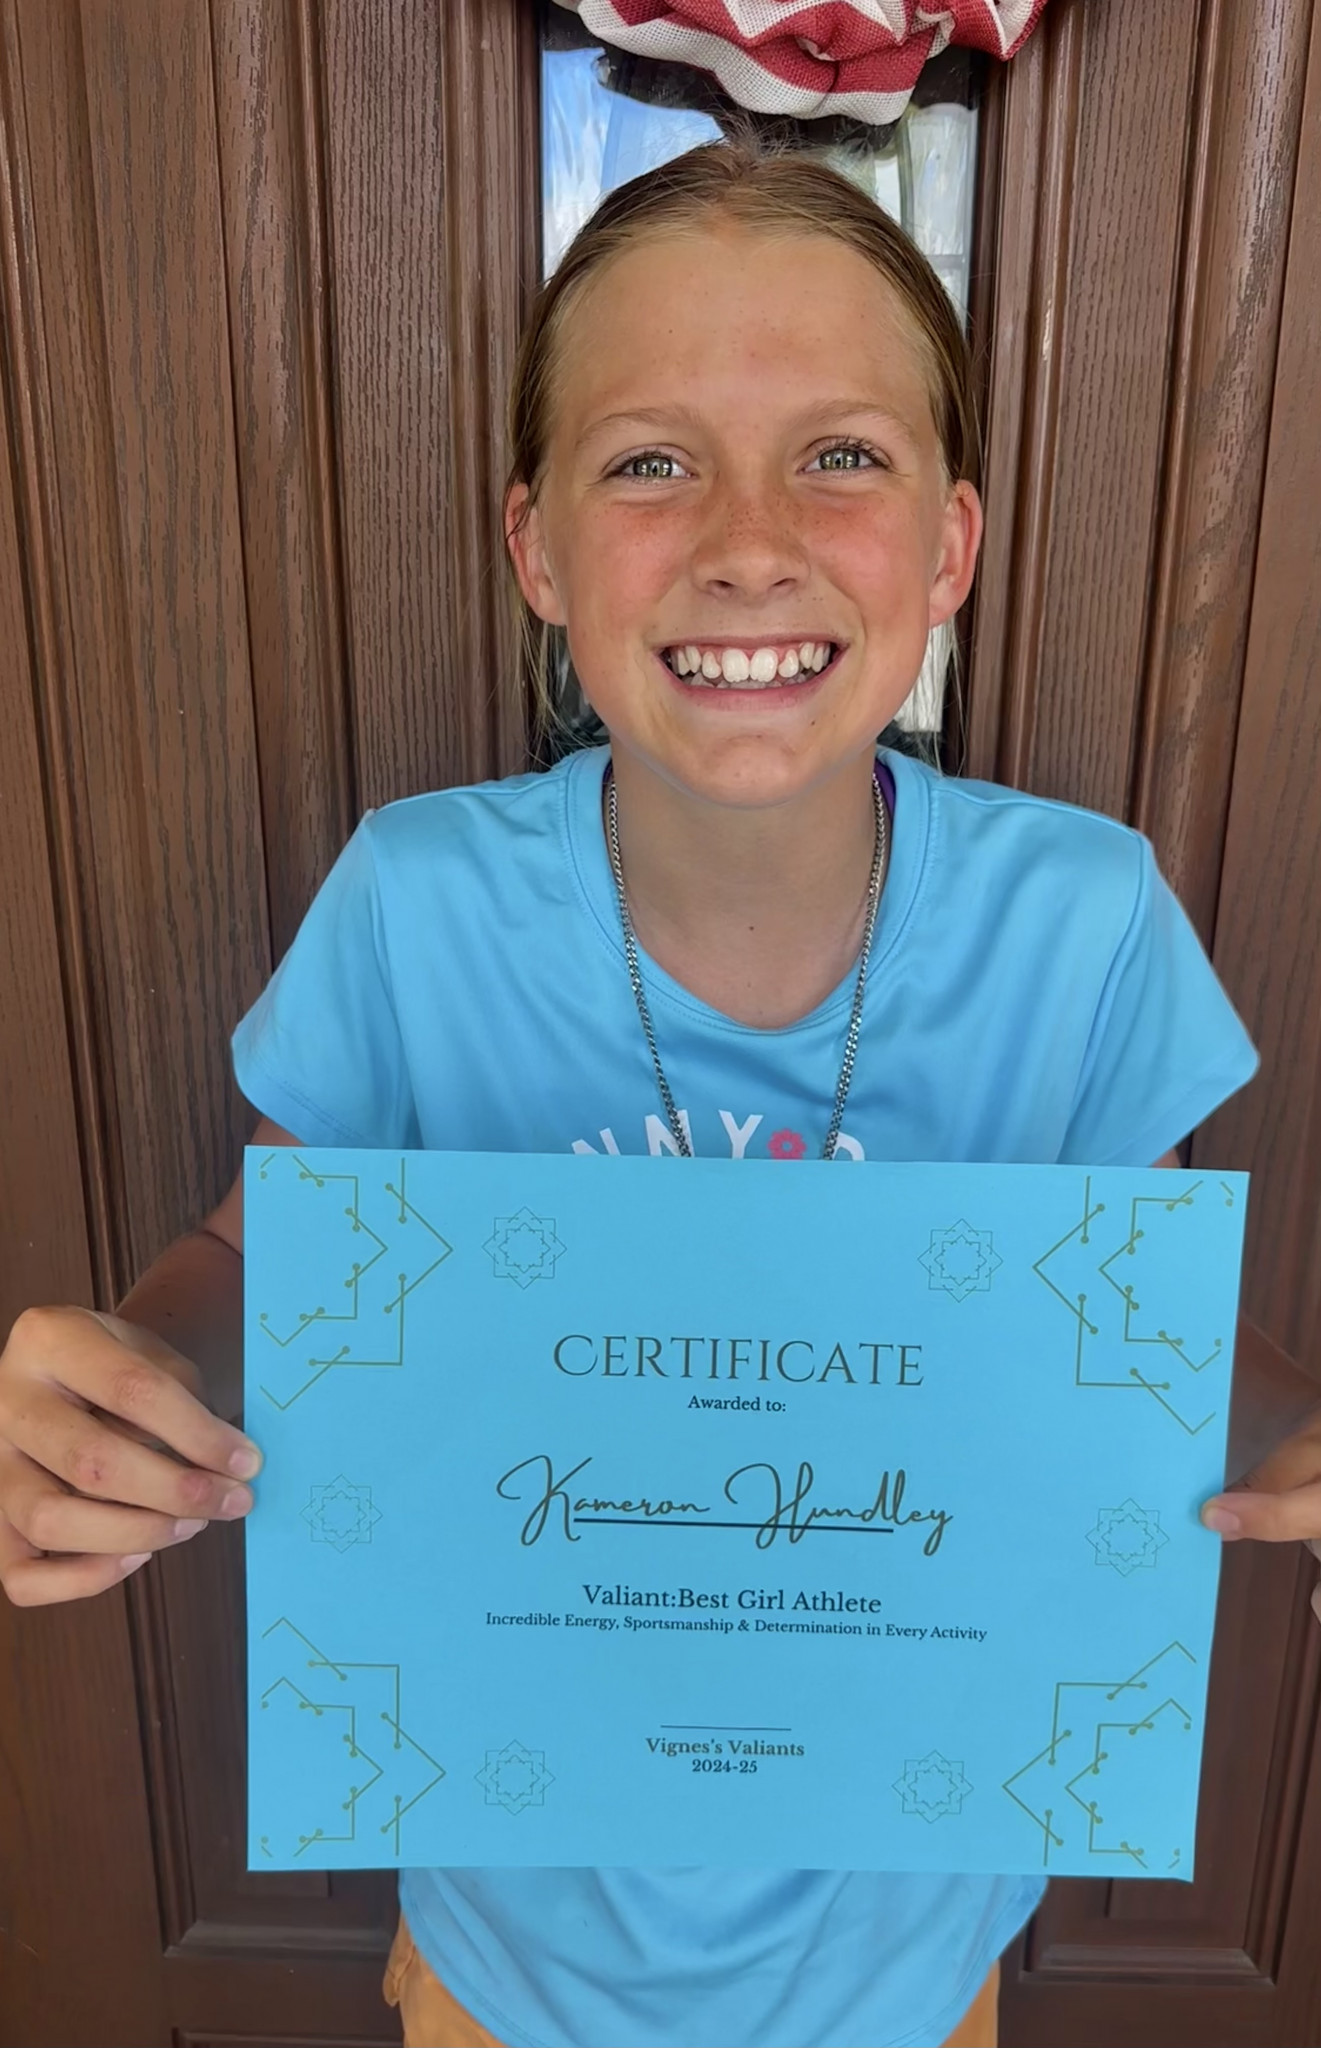 NNY
CERTIFICATE
Awarded to:
Kameron Hundley
Valiant:Best Girl Athlete
Incredible Energy, Sportsmanship & Determination in Every Activity
Vignes's Valiants
2024-25